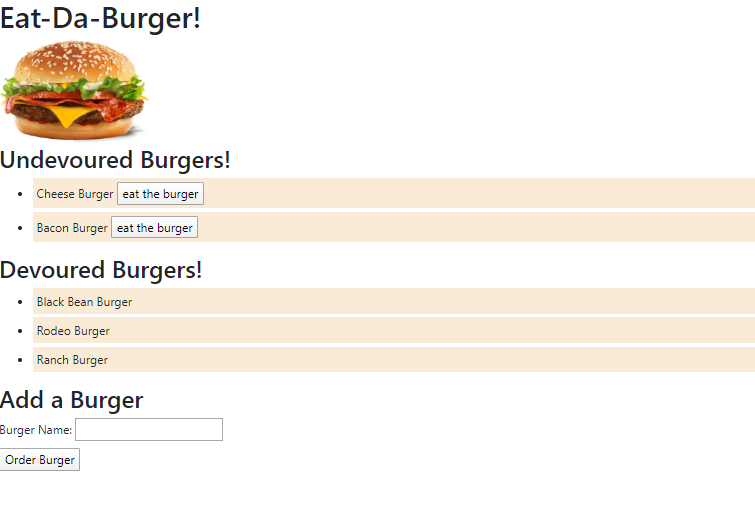 Eat-Da-Burger!
Undevoured Burgers!
Cheese Burger eat the burger
Bacon Burger eat the burger
Devoured Burgers!
Black Bean Burger
Rodeo Burger
Ranch Burger
Add a Burger
Burger Name:
Order Burger